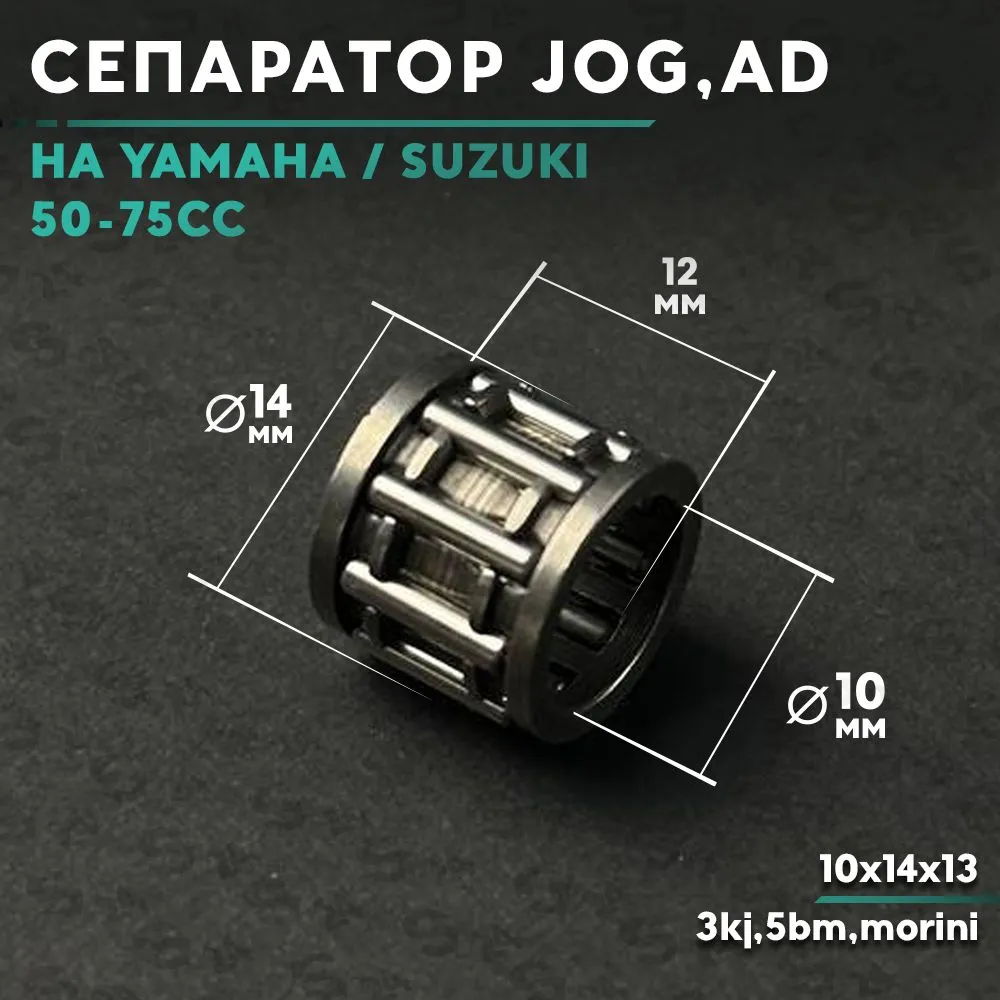 СЕПАРАТОР JOG,AD
НА YAMAHA / SUZUKI
50-75CC
12
мм
⌀14
мм
⌀10
мм
10x14x13
3kj,5bm,morini